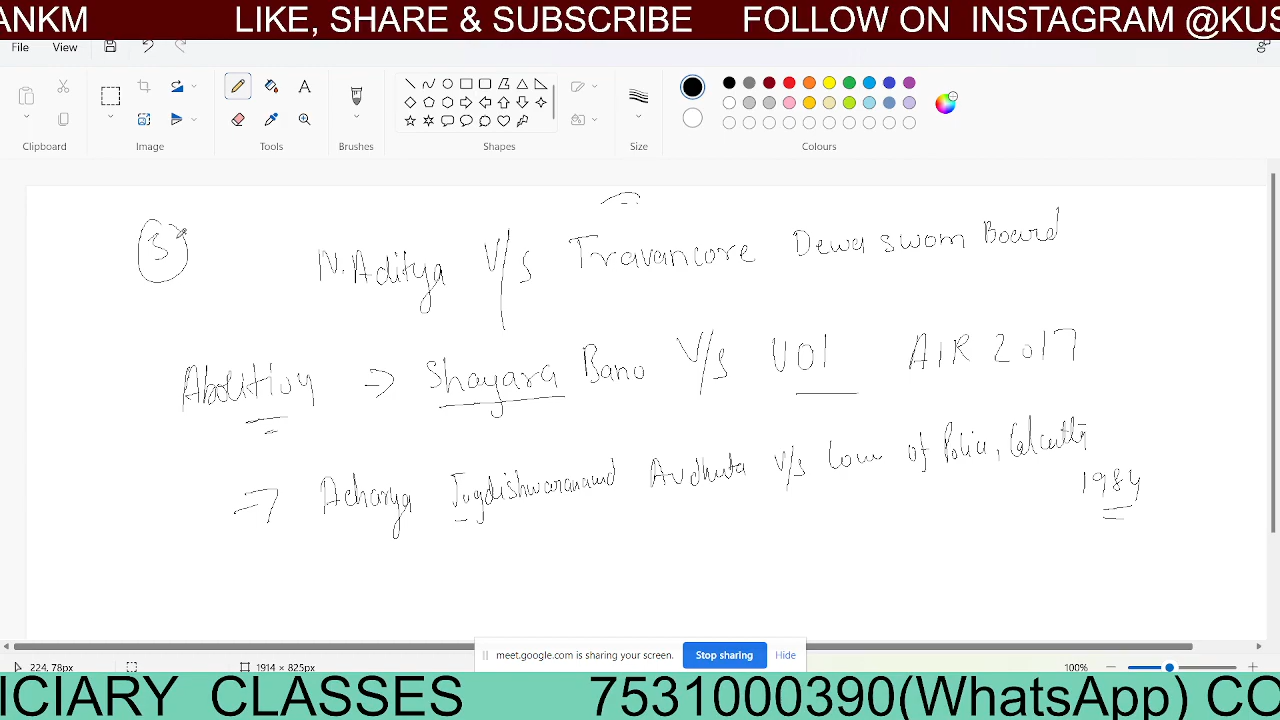 ANKM LIKE, SHARE & SUBSCRIBE FOLLOW ON INSTAGRAM @KUS
File View
Clipboard Image Tools Brushes Shapes Size Colours
3
N. Aditya V/s Travancore Dewaswom Board
Abolition => Shayara Bano V/s UOI AIR 2017
=> Acharya Jagdishwaranand Avdhuta v/s Com of Police, Calcutta
1984
meet.google.com is sharing your screen. Stop sharing Hide
1914 × 825px 100%
ICIARY CLASSES 7531000390(WhatsApp) CO